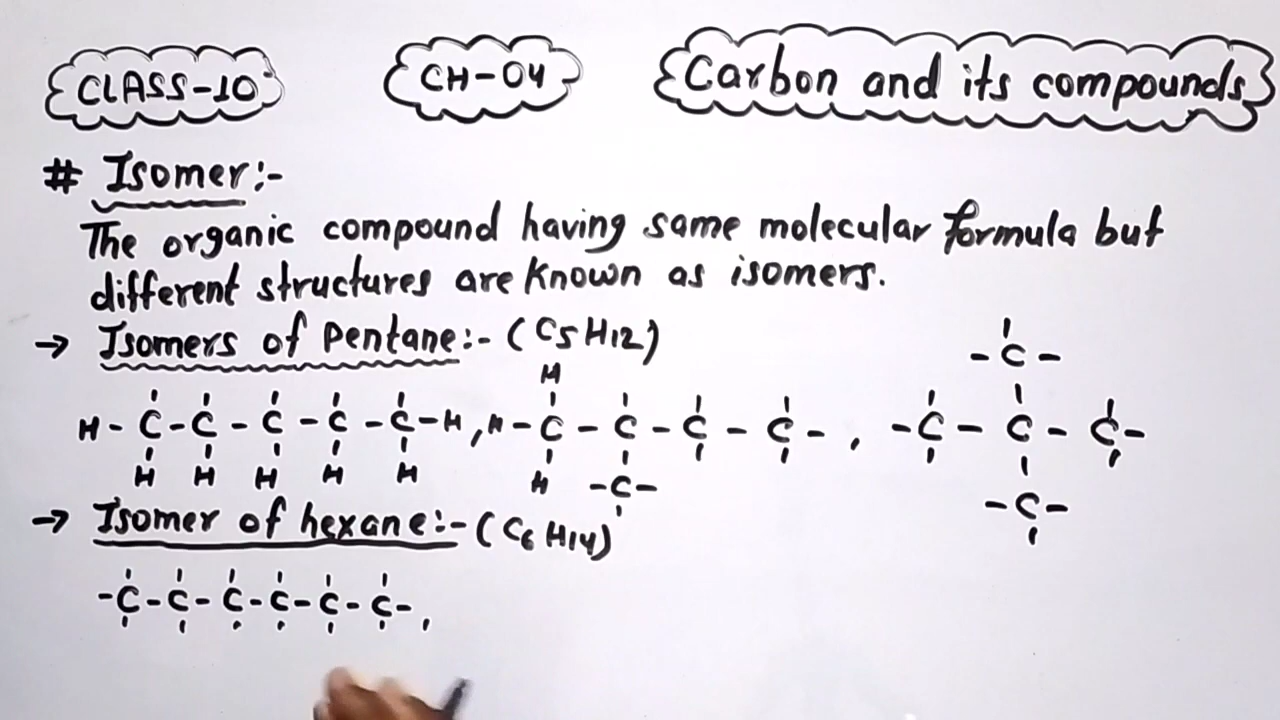 CLASS-10 CH-04 Carbon and its compounds
# Isomer:-
The organic compound having same molecular formula but
different structures are known as isomers.
→ Isomers of Pentane:- (C5H12)
H
H-C-C-C-C-C-H, H-C-C-C-C-, -C-C-C-
H H H H H H -C-
-C-
-C-
→ Isomer of hexane:- (C6H14)
-C-C-C-C-C-C-,